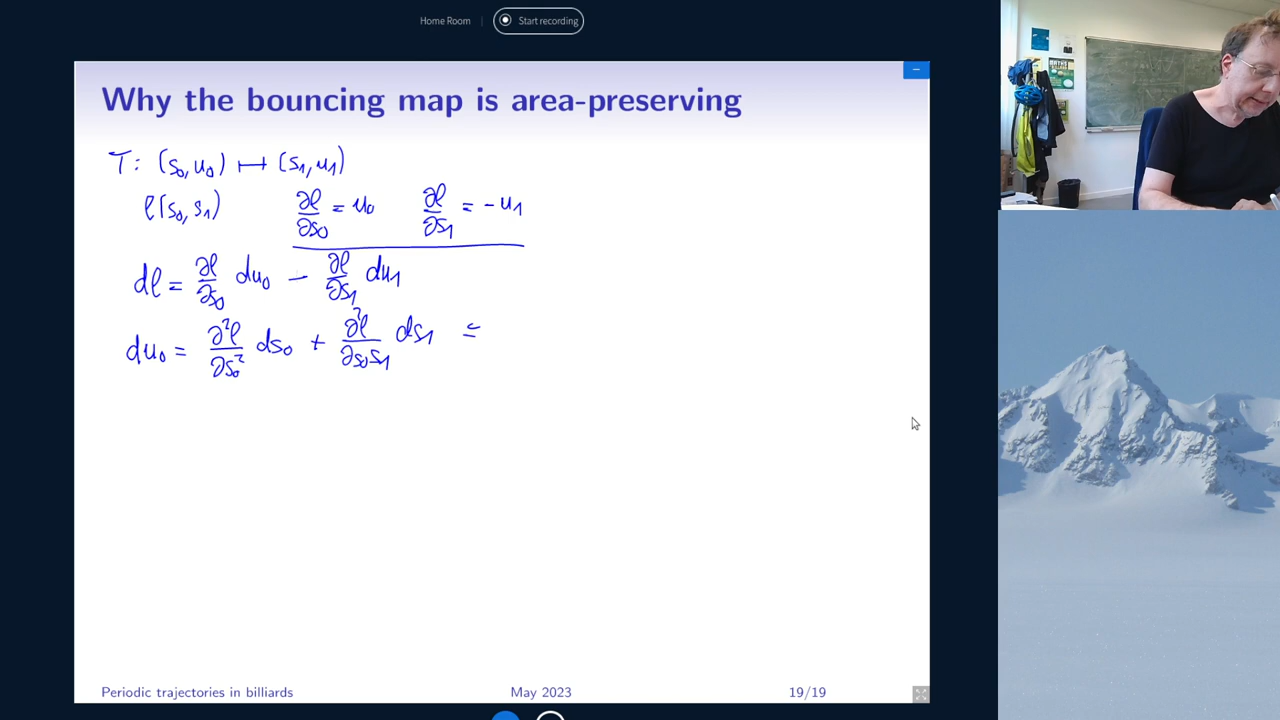 Home Room | Start recording
Why the bouncing map is area-preserving
T: (s₀, u₀) ↦ (s₁, u₁)
ℓ(s₀, s₁) ∂ℓ/∂s₀ = u₀ ∂ℓ/∂s₁ = -u₁
dℓ = ∂ℓ/∂s₀ du₀ - ∂ℓ/∂s₁ du₁
du₀ = ∂²ℓ/∂s₀² ds₀ + ∂²ℓ/∂s₀s₁ ds₁ =
Periodic trajectories in billiards May 2023 19/19